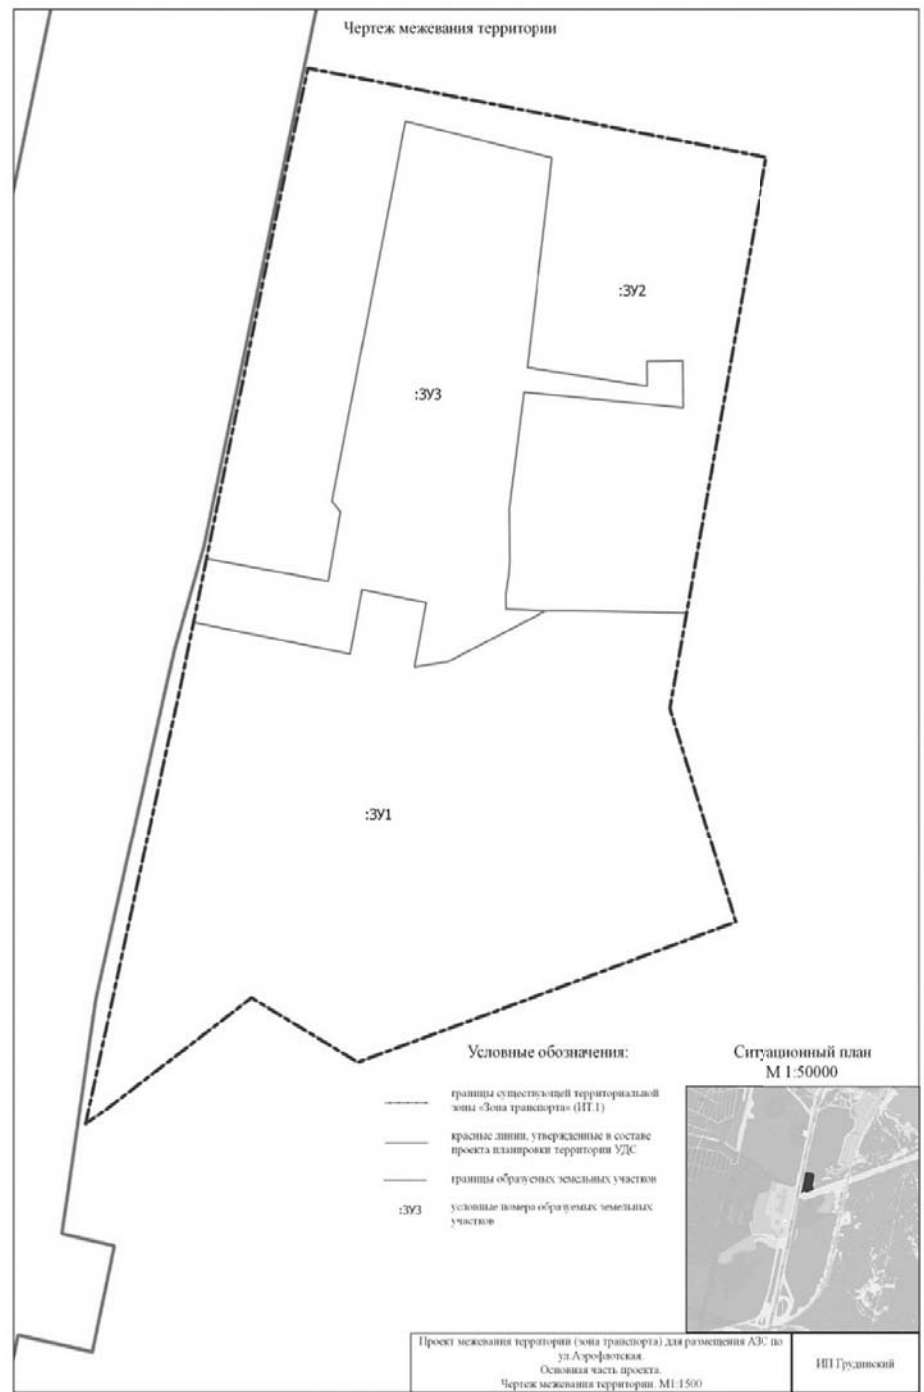 Чертеж межевания территории
:ЗУ2
:ЗУ3
:ЗУ1
Условные обозначения:
границы существующей территориальной
зоны «Зона транспорта» (ИТ.1)
красные линии, утвержденные в составе
проекта планировки территории УДС
границы образуемых земельных участков
:ЗУ3
условные номера образуемых земельных
участков
Ситуационный план
М 1:50000
Проект межевания территории (зона транспорта) для размещения АЗС по
ул.Аэрофлотская.
Основная часть проекта.
Чертеж межевания территории. М1:1500
ИП Грудинский